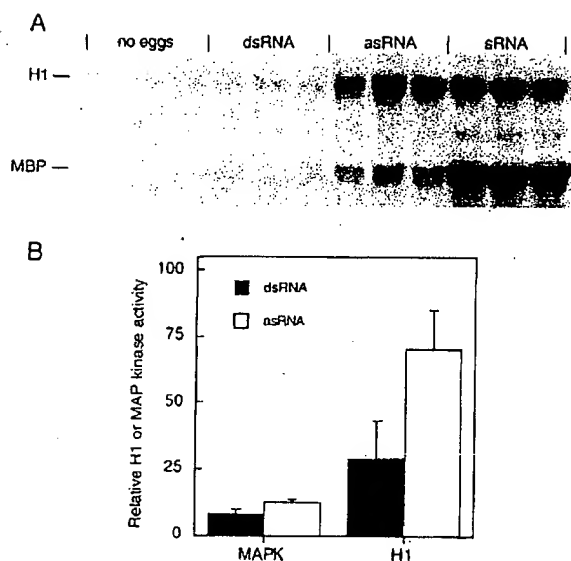 A
no eggs dsRNA asRNA sRNA
H1
MBP
B
Relative H1 or MAP kinase activity
100
75
50
25
0
dsRNA
asRNA
MAPK H1